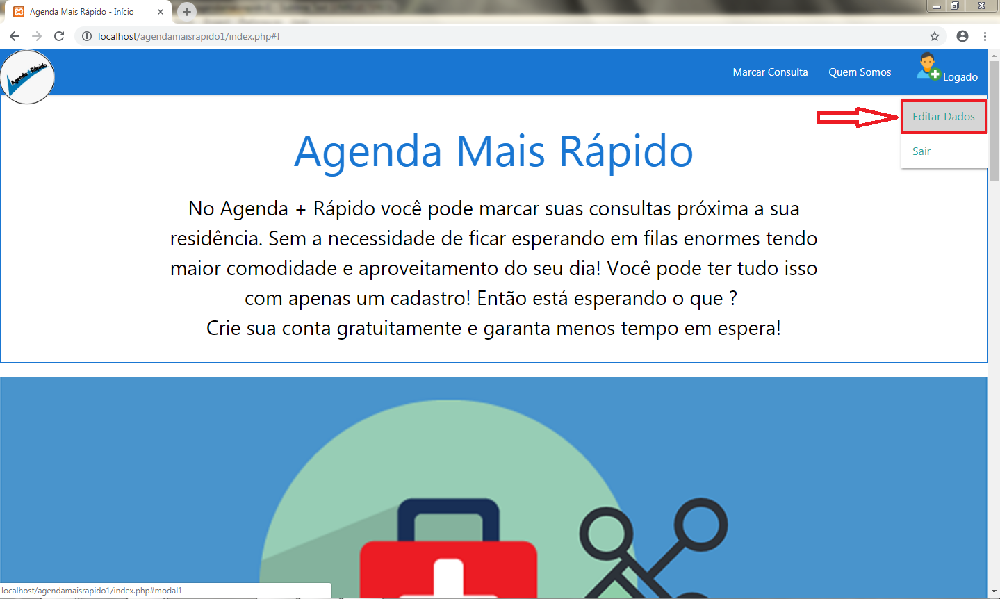 Agenda Mais Rápido - Início
localhost/agendamaisrapido1/index.php#!
Agenda + Rápido
Marcar Consulta
Quem Somos
Logado
Editar Dados
Sair
Agenda Mais Rápido
No Agenda + Rápido você pode marcar suas consultas próxima a sua
residência. Sem a necessidade de ficar esperando em filas enormes tendo
maior comodidade e aproveitamento do seu dia! Você pode ter tudo isso
com apenas um cadastro! Então está esperando o que ?
Crie sua conta gratuitamente e garanta menos tempo em espera!
localhost/agendamaisrapido1/index.php#modal1